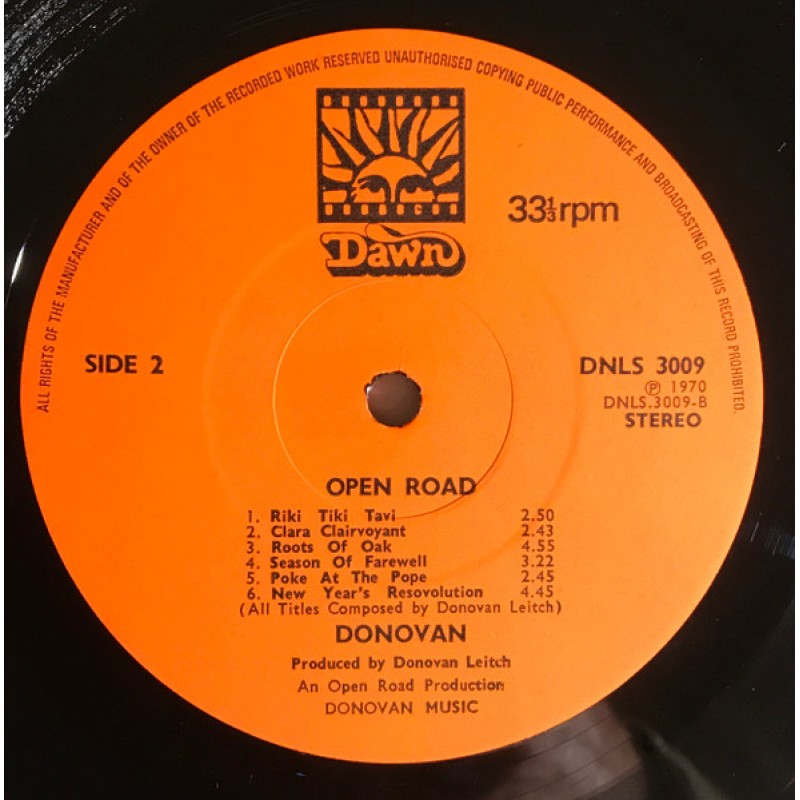 ALL RIGHTS OF THE MANUFACTURER AND OF THE OWNER OF THE RECORDED WORK RESERVED UNAUTHORISED COPYING PUBLIC PERFORMANCE AND BROADCASTING OF THIS RECORD PROHIBITED.
33⅓rpm
Dawn
SIDE 2
DNLS 3009
℗ 1970
DNLS.3009-B
STEREO
OPEN ROAD
1. Riki Tiki Tavi 2.50
2. Clara Clairvoyant 2.43
3. Roots Of Oak 4.55
4. Season Of Farewell 3.22
5. Poke At The Pope 2.45
6. New Year's Resovolution 4.45
(All Titles Composed by Donovan Leitch)
DONOVAN
Produced by Donovan Leitch
An Open Road Production
DONOVAN MUSIC